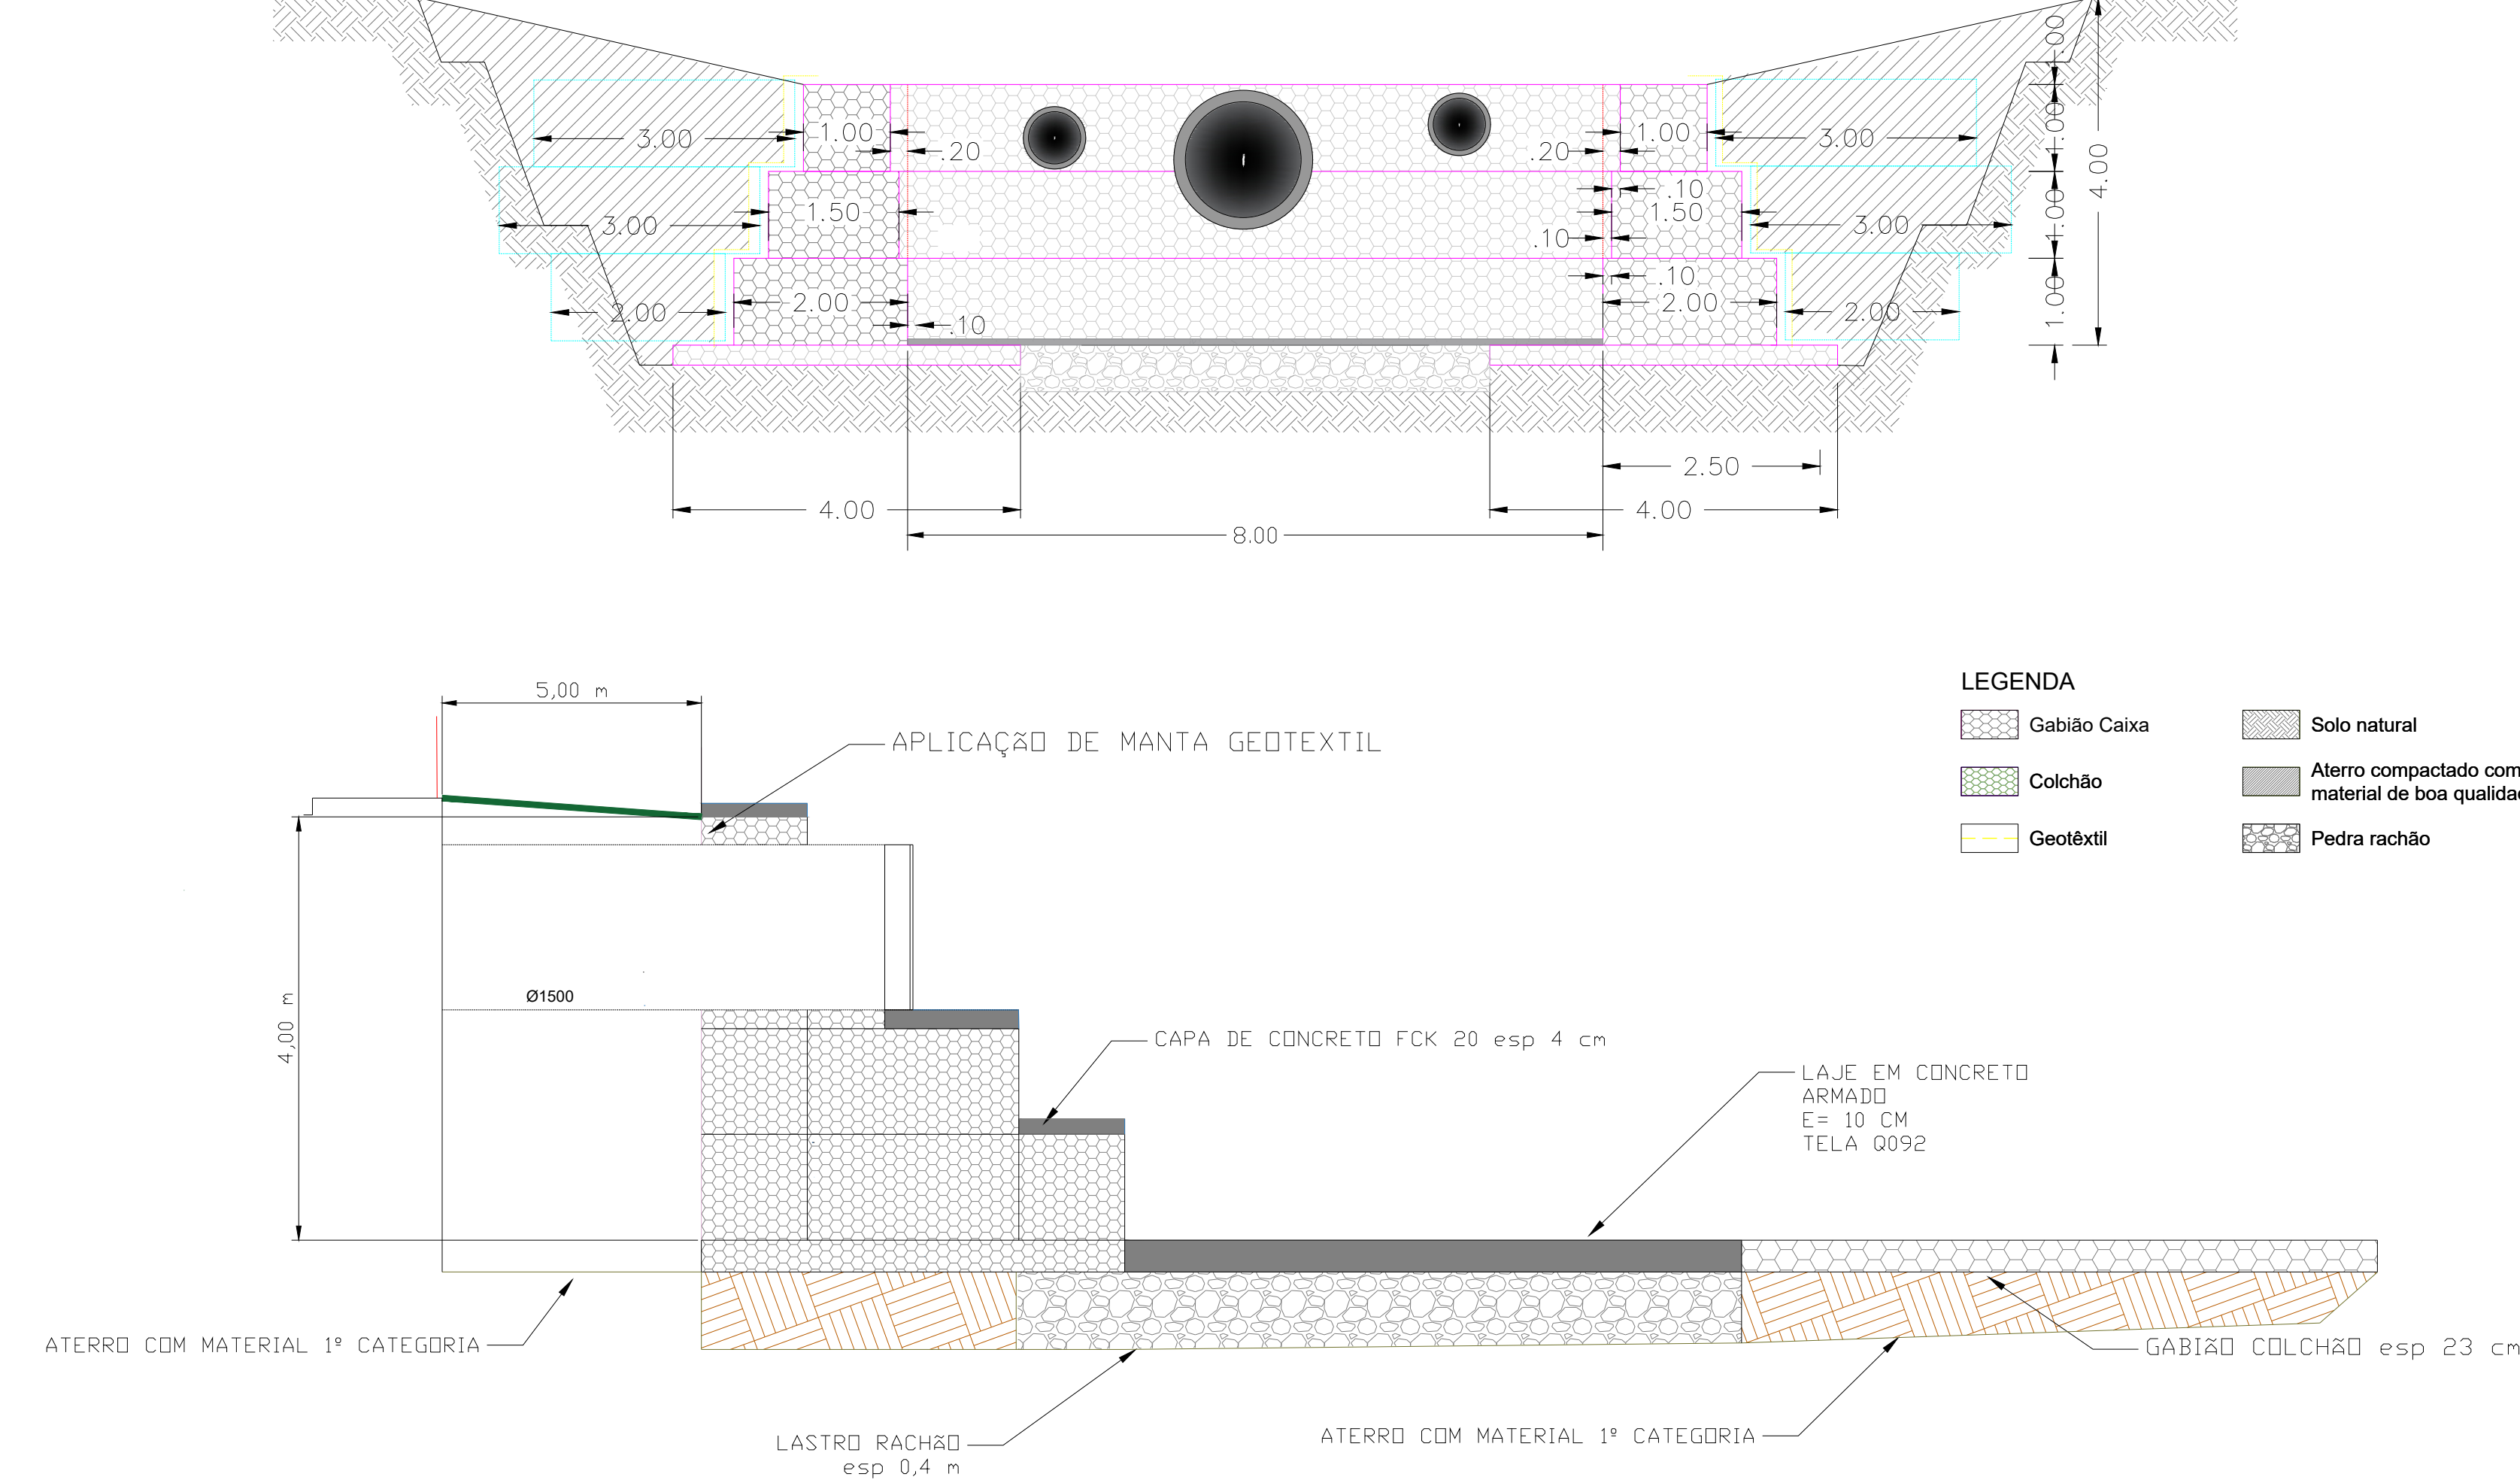 1.00
1.00
.20
.20
1.00
3.00
3.00
1.00
4.00
.10
1.50
1.50
1.00
3.00
3.00
.10
.10
2.00
2.00
2.00
2.00
1.00
.10
2.50
4.00
4.00
8.00
5,00 m
APLICAÇÃO DE MANTA GEOTEXTIL
LEGENDA
Gabião Caixa
Solo natural
Colchão
Aterro compactado com
material de boa qualidad
Geotêxtil
Pedra rachão
Ø1500
4,00 m
CAPA DE CONCRETO FCK 20 esp 4 cm
LAJE EM CONCRETO
ARMADO
E= 10 CM
TELA Q092
ATERRO COM MATERIAL 1º CATEGORIA
GABIÃO COLCHÃO esp 23 cm
LASTRO RACHÃO
esp 0,4 m
ATERRO COM MATERIAL 1º CATEGORIA